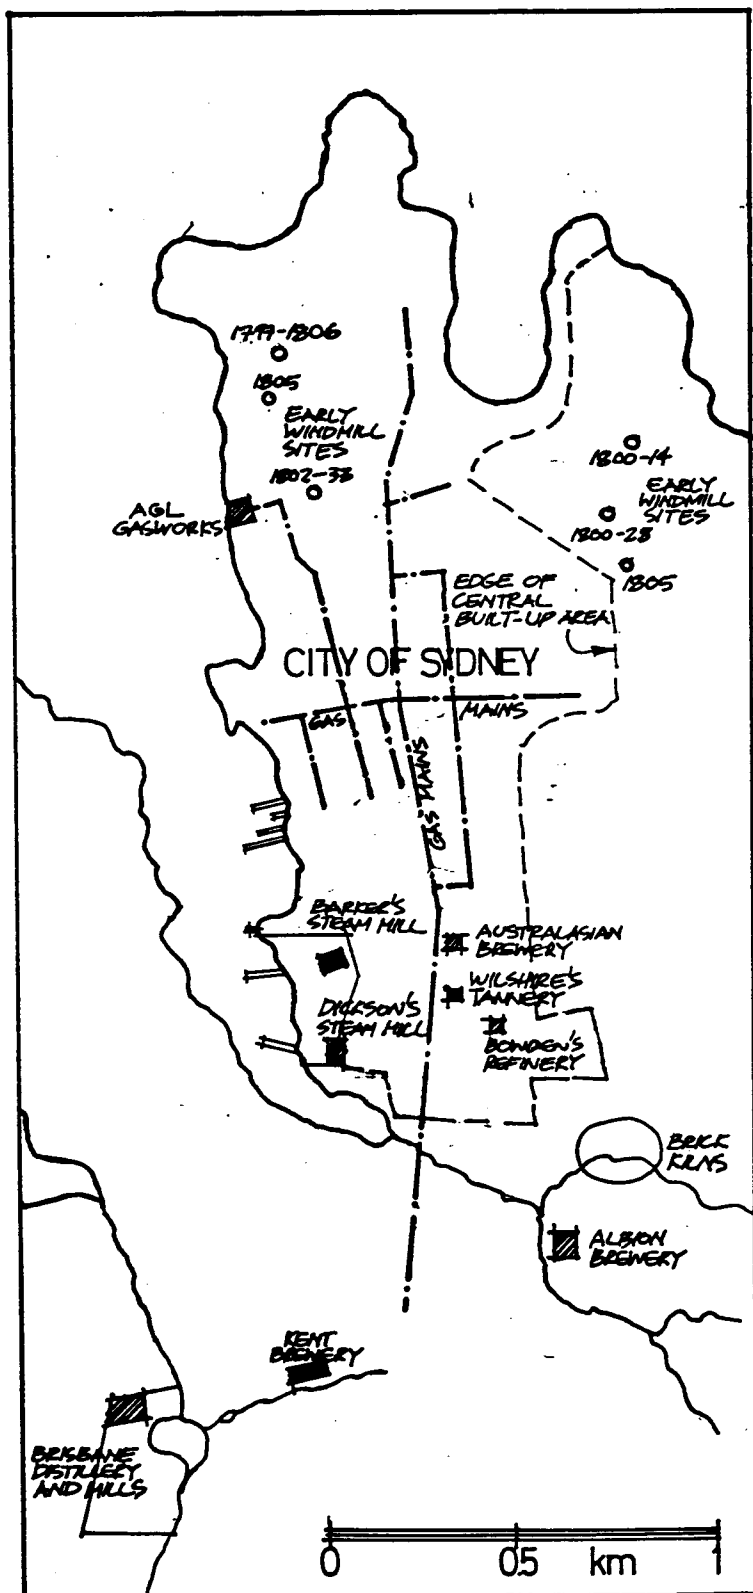 1799-1806
1805
EARLY
WINDMILL
SITES
1802-33
AGL
GASWORKS
1800-14
EARLY
WINDMILL
SITES
1800-28
1805
EDGE OF
CENTRAL
BUILT-UP AREA
CITY OF SYDNEY
GAS MAINS
GAS MAINS
BARKER'S
STEAM MILL
AUSTRALASIAN
BREWERY
WILSHIRE'S
TANNERY
DICKSON'S
STEAM MILL
BOWDEN'S
REFINERY
BRICK
KILNS
ALBION
BREWERY
KENT
BREWERY
BRISBANE
DISTILLERY
AND MILLS
0 0.5 km 1